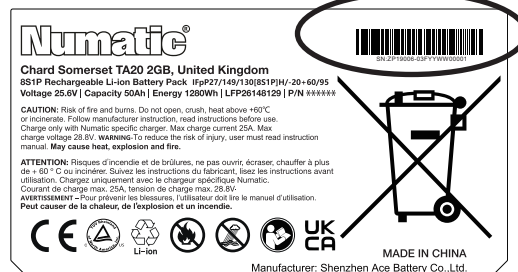 Numatic®
SN:ZP19006-03FYYWW00001
Chard Somerset TA20 2GB, United Kingdom
8S1P Rechargeable Li-ion Battery Pack IFpP27/149/130[8S1P]H/-20+60/95
Voltage 25.6V | Capacity 50Ah | Energy 1280Wh | LFP26148129 | P/N ******
CAUTION: Risk of fire and burns. Do not open, crush, heat above +60℃
or incinerate. Follow manufacturer instruction, read instructions before use.
Charge only with Numatic specific charger. Max charge current 25A. Max
charge voltage 28.8V. WARNING-To reduce the risk of injury, user must read instruction
manual. May cause heat, explosion and fire.
ATTENTION: Risques d'incendie et de brûlures, ne pas ouvrir, écraser, chauffer à plus
de + 60 ° C ou incinérer. Suivez les instructions du fabricant, lisez les instructions avant
utilisation. Chargez uniquement avec le chargeur spécifique Numatic.
Courant de charge max. 25A, tension de charge max. 28.8V-
AVERTISSEMENT – Pour prévenir les blessures, l'utilisateur doit lire le manuel d'utilisation.
Peut causer de la chaleur, de l'explosion et un incendie.
CE
Li-ion
UK
CA
MADE IN CHINA
Manufacturer: Shenzhen Ace Battery Co.,Ltd.